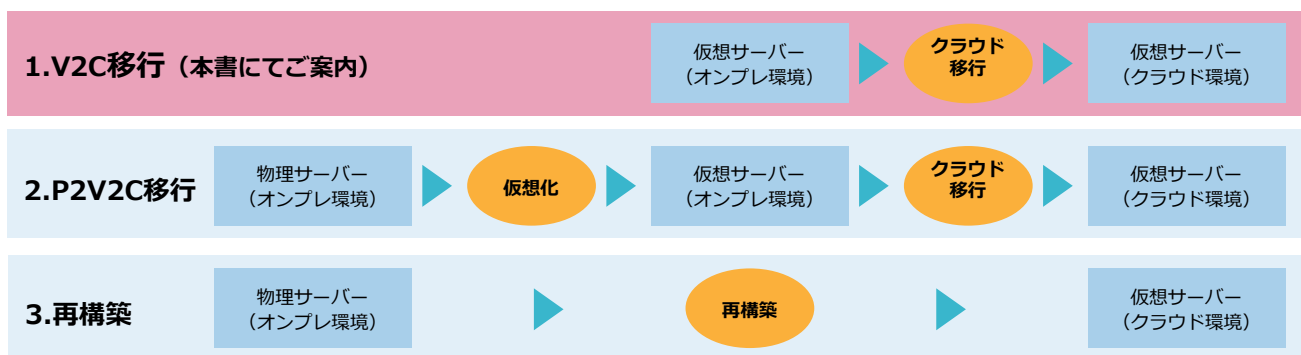 1.V2C移行（本書にてご案内）
仮想サーバー
（オンプレ環境）
クラウド
移行
仮想サーバー
（クラウド環境）
2.P2V2C移行
物理サーバー
（オンプレ環境）
仮想化
仮想サーバー
（オンプレ環境）
クラウド
移行
仮想サーバー
（クラウド環境）
3.再構築
物理サーバー
（オンプレ環境）
再構築
仮想サーバー
（クラウド環境）